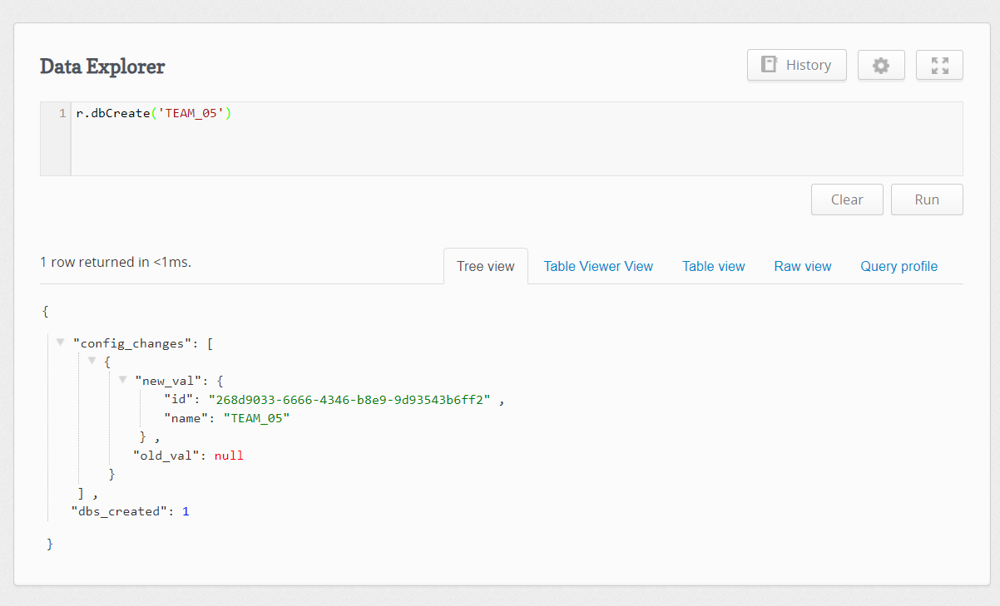 Data Explorer
History
1 r.dbCreate('TEAM_05')
Clear Run
1 row returned in <1ms.
Tree view Table Viewer View Table view Raw view Query profile
{
"config_changes": [
{
"new_val": {
"id": "268d9033-6666-4346-b8e9-9d93543b6ff2" ,
"name": "TEAM_05"
} ,
"old_val": null
}
] ,
"dbs_created": 1
}